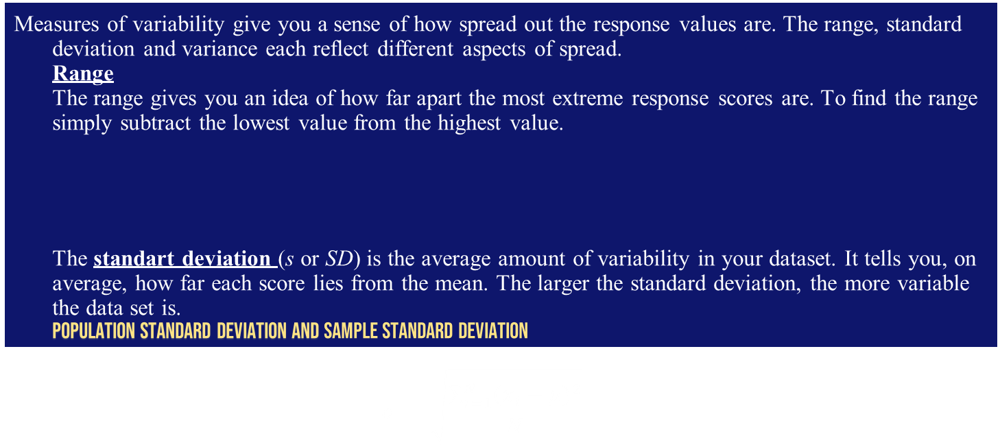 Measures of variability give you a sense of how spread out the response values are. The range, standard
deviation and variance each reflect different aspects of spread.
Range
The range gives you an idea of how far apart the most extreme response scores are. To find the range
simply subtract the lowest value from the highest value.
The standart deviation (s or SD) is the average amount of variability in your dataset. It tells you, on
average, how far each score lies from the mean. The larger the standard deviation, the more variable
the data set is.
POPULATION STANDARD DEVIATION AND SAMPLE STANDARD DEVIATION